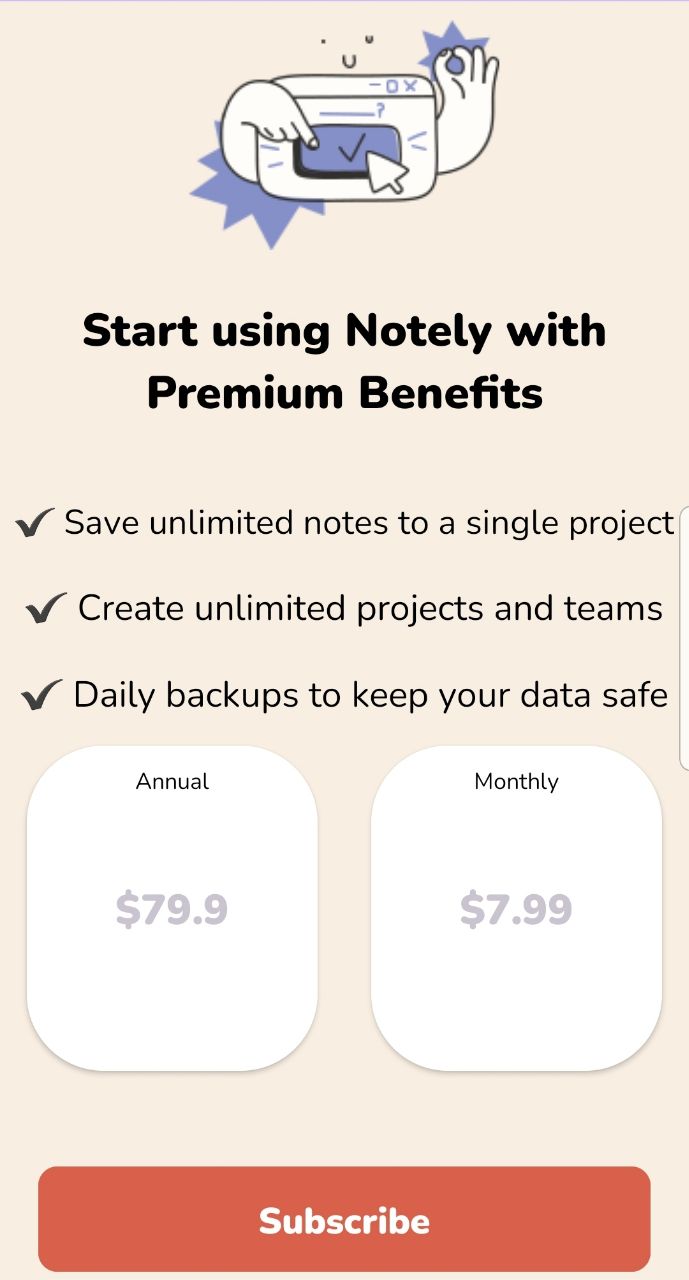 Start using Notely with
Premium Benefits
✔ Save unlimited notes to a single project
✔ Create unlimited projects and teams
✔ Daily backups to keep your data safe
Annual
Monthly
$79.9
$7.99
Subscribe